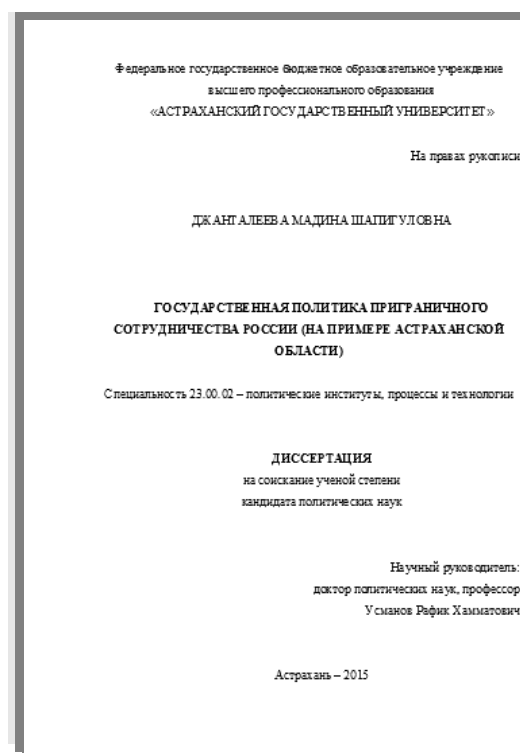 Федеральное государственное бюджетное образовательное учреждение
высшего профессионального образования
«АСТРАХАНСКИЙ ГОСУДАРСТВЕННЫЙ УНИВЕРСИТЕТ»
На правах рукописи
ДЖАНТАЛЕЕВА МАДИНА ШАПИГУЛОВНА
ГОСУДАРСТВЕННАЯ ПОЛИТИКА ПРИГРАНИЧНОГО
СОТРУДНИЧЕСТВА РОССИИ (НА ПРИМЕРЕ АСТРАХАНСКОЙ
ОБЛАСТИ)
Специальность 23.00.02 – политические институты, процессы и технологии
ДИССЕРТАЦИЯ
на соискание ученой степени
кандидата политических наук
Научный руководитель:
доктор политических наук, профессор
Усманов Рафик Хамматович
Астрахань – 2015